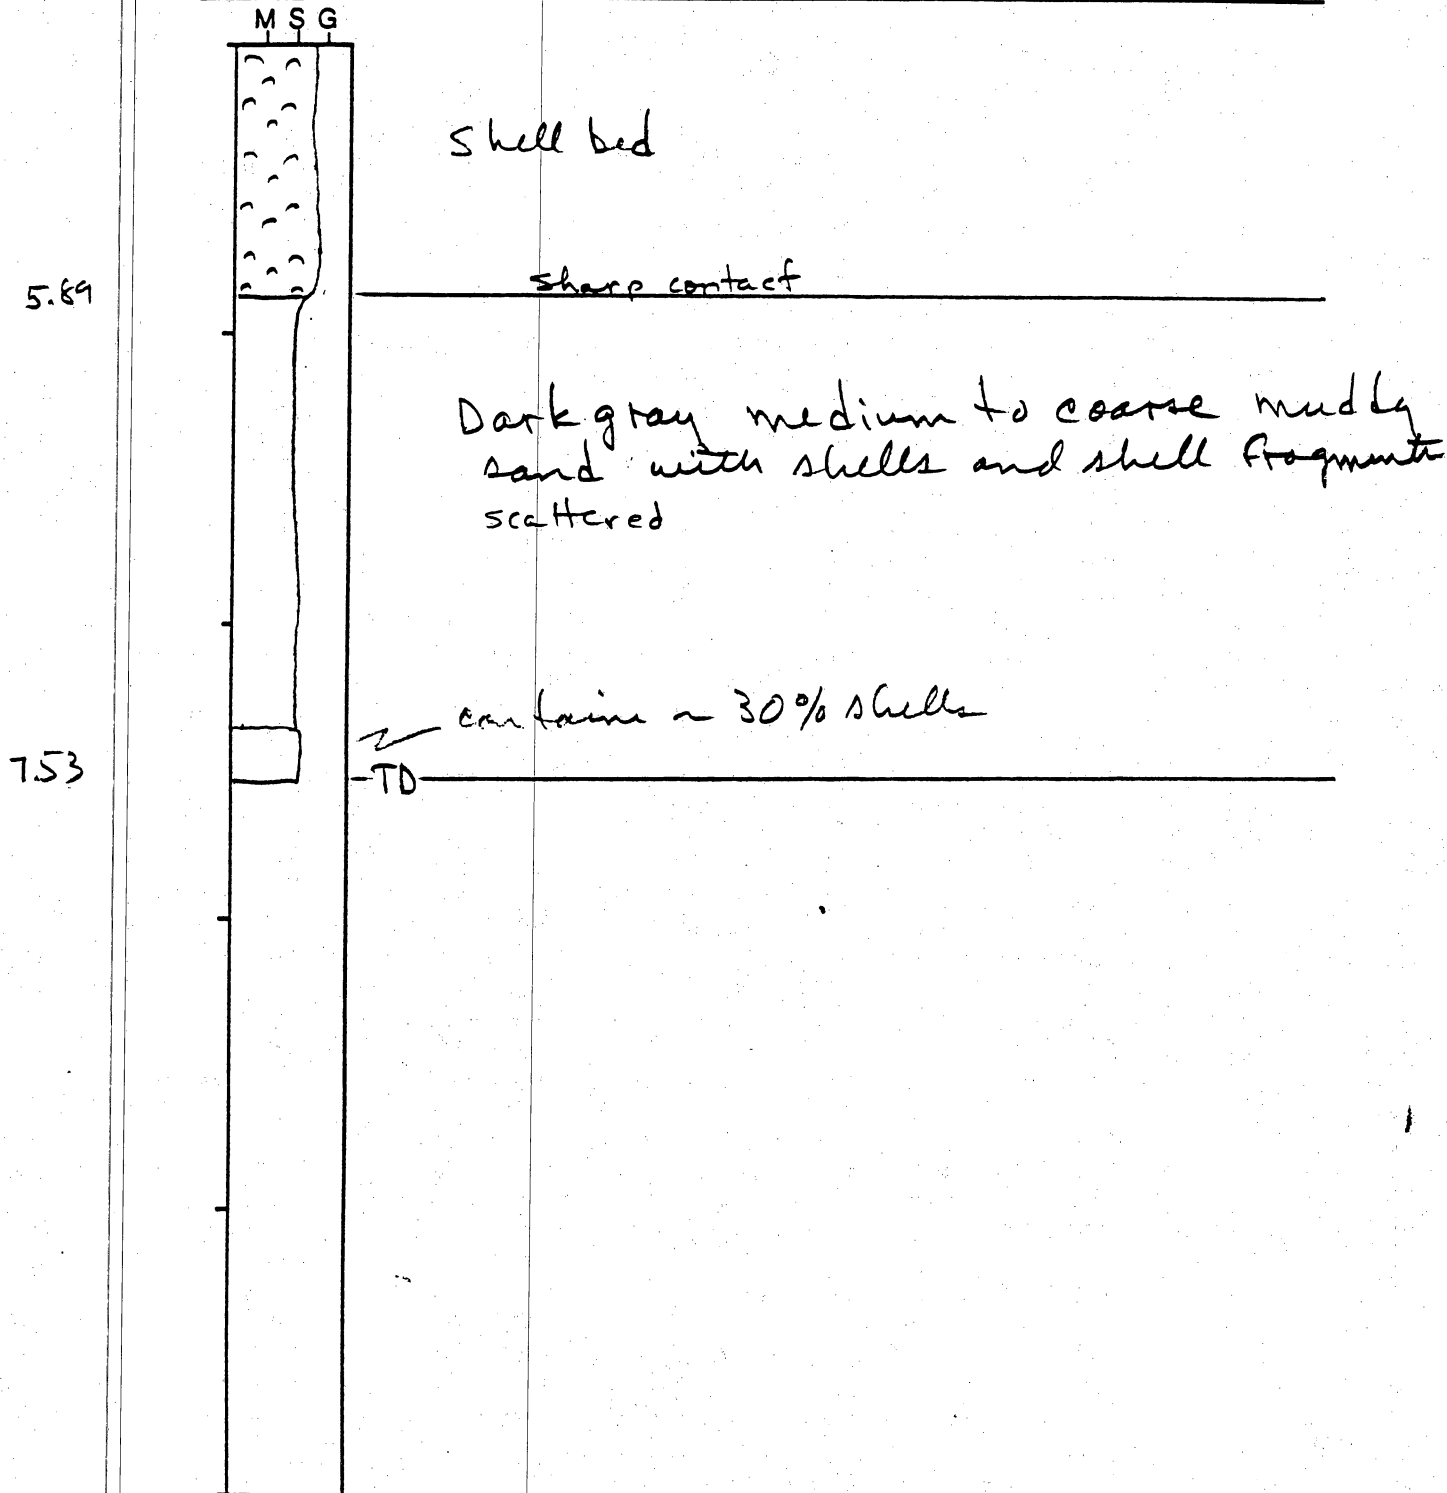 M S G
Shell bed
5.89
sharp contact
Dark gray medium to coarse muddy
sand with shells and shell fragments
scattered
contains ~ 30% shells
7.53
TD